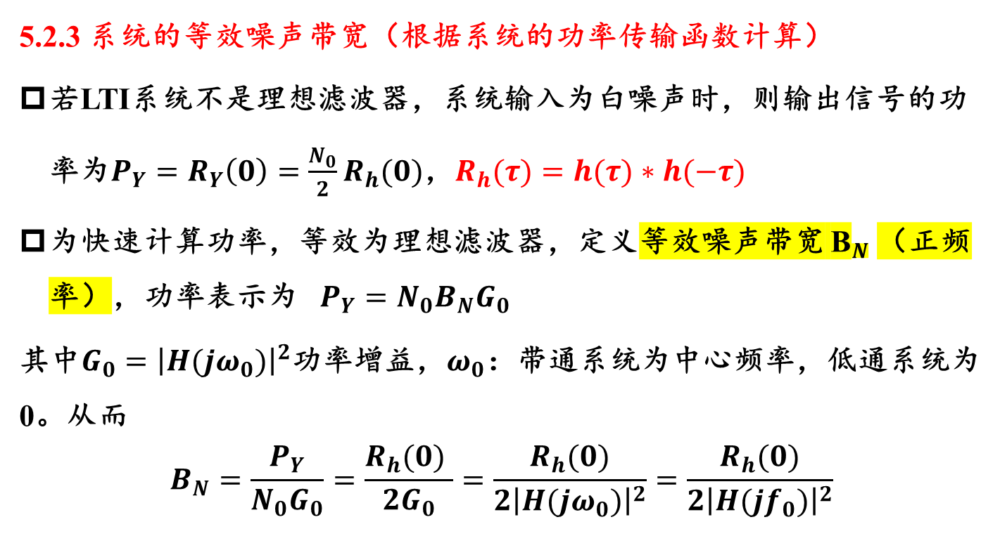 5.2.3 系统的等效噪声带宽（根据系统的功率传输函数计算）
若LTI系统不是理想滤波器，系统输入为白噪声时，则输出信号的功
率为$P_Y = R_Y(0) = \frac{N_0}{2} R_h(0)$，$R_h(\tau) = h(\tau) * h(-\tau)$
为快速计算功率，等效为理想滤波器，定义等效噪声带宽 $B_N$（正频
率），功率表示为 $P_Y = N_0 B_N G_0$
其中$G_0 = |H(j\omega_0)|^2$功率增益，$\omega_0$：带通系统为中心频率，低通系统为
0。从而
$B_N = \frac{P_Y}{N_0 G_0} = \frac{R_h(0)}{2G_0} = \frac{R_h(0)}{2|H(j\omega_0)|^2} = \frac{R_h(0)}{2|H(jf_0)|^2}$